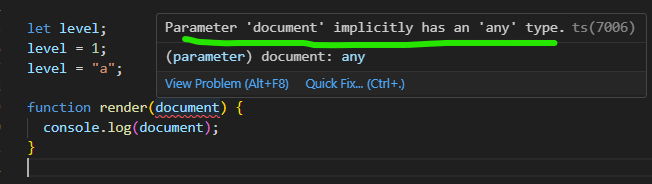 let level;
level = 1;
level = "a";
Parameter 'document' implicitly has an 'any' type. ts(7006)
(parameter) document: any
View Problem (Alt+F8) Quick Fix... (Ctrl+.)
function render(document) {
  console.log(document);
}